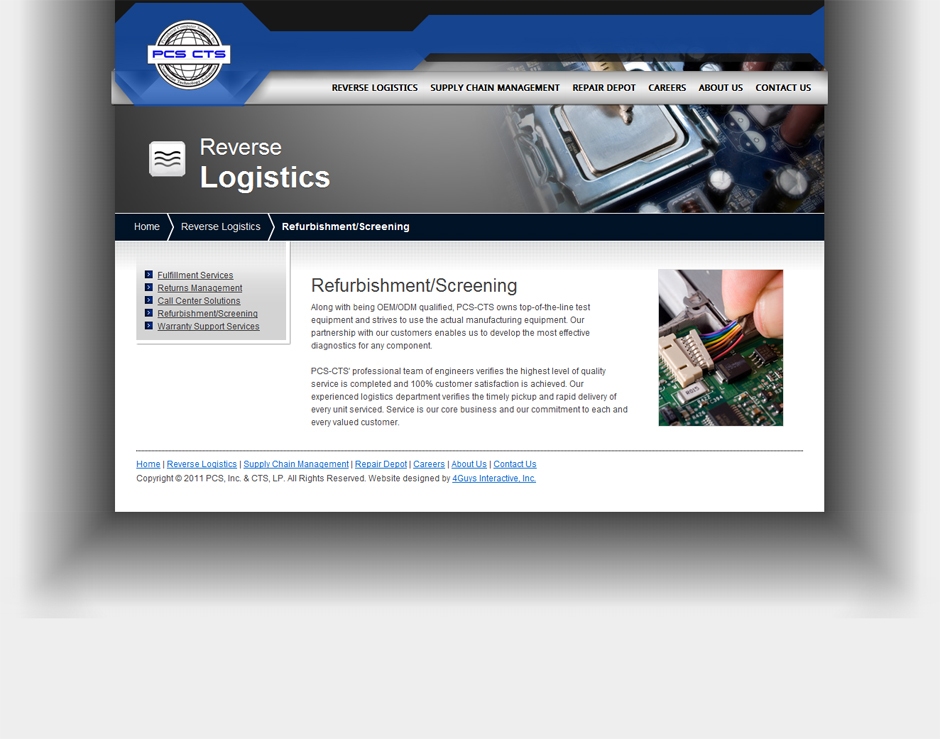 PCS CTS
REVERSE LOGISTICS SUPPLY CHAIN MANAGEMENT REPAIR DEPOT CAREERS ABOUT US CONTACT US
Reverse
Logistics
Home Reverse Logistics Refurbishment/Screening
Fulfillment Services
Returns Management
Call Center Solutions
Refurbishment/Screening
Warranty Support Services
Refurbishment/Screening
Along with being OEM/ODM qualified, PCS-CTS owns top-of-the-line test
equipment and strives to use the actual manufacturing equipment. Our
partnership with our customers enables us to develop the most effective
diagnostics for any component.
PCS-CTS' professional team of engineers verifies the highest level of quality
service is completed and 100% customer satisfaction is achieved. Our
experienced logistics department verifies the timely pickup and rapid delivery of
every unit serviced. Service is our core business and our commitment to each and
every valued customer.
Home | Reverse Logistics | Supply Chain Management | Repair Depot | Careers | About Us | Contact Us
Copyright © 2011 PCS, Inc. & CTS, LP. All Rights Reserved. Website designed by 4Guys Interactive, Inc.